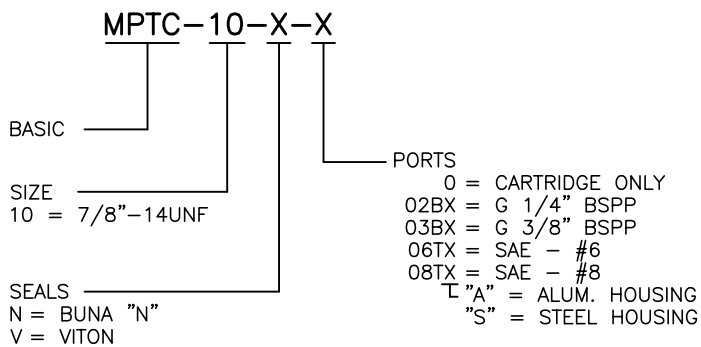 MPTC-10-X-X
BASIC
SIZE
10 = 7/8"-14UNF
SEALS
N = BUNA "N"
V = VITON
PORTS
0 = CARTRIDGE ONLY
02BX = G 1/4" BSPP
03BX = G 3/8" BSPP
06TX = SAE - #6
08TX = SAE - #8
"A" = ALUM. HOUSING
"S" = STEEL HOUSING